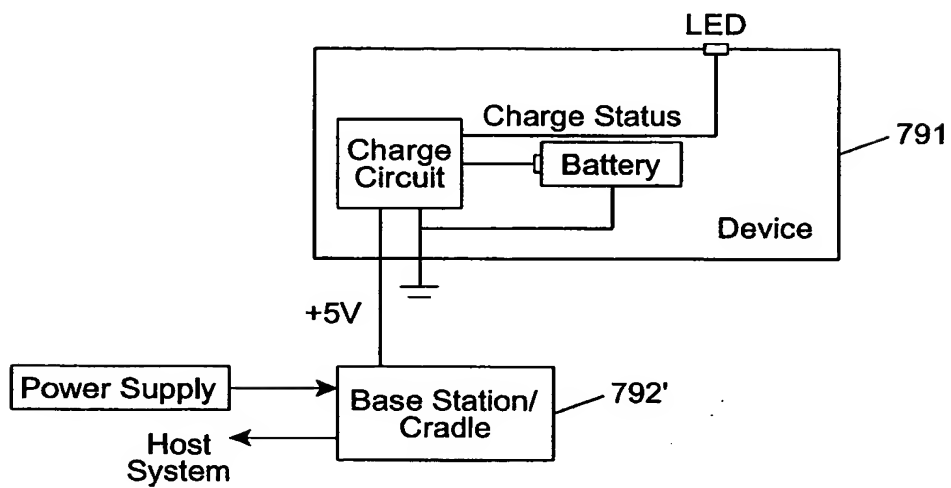 LED
Charge Status
791
Charge
Circuit
Battery
Device
+5V
Power Supply
Base Station/
Cradle
792'
Host
System